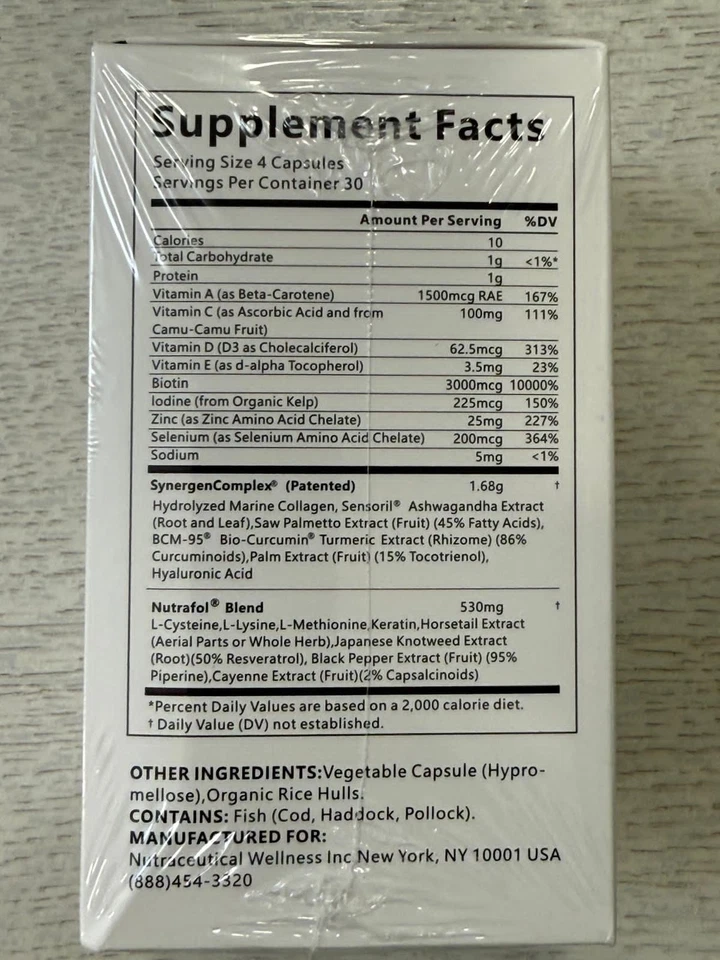 Supplement Facts
Serving Size 4 Capsules
Servings Per Container 30
Amount Per Serving %DV
Calories 10
Total Carbohydrate 1g <1%*
Protein 1g
Vitamin A (as Beta-Carotene) 1500mcg RAE 167%
Vitamin C (as Ascorbic Acid and from 100mg 111%
Camu-Camu Fruit)
Vitamin D (D3 as Cholecalciferol) 62.5mcg 313%
Vitamin E (as d-alpha Tocopherol) 3.5mg 23%
Biotin 3000mcg 10000%
Iodine (from Organic Kelp) 225mcg 150%
Zinc (as Zinc Amino Acid Chelate) 25mg 227%
Selenium (as Selenium Amino Acid Chelate) 200mcg 364%
Sodium 5mg <1%
SynergenComplex® (Patented) 1.68g †
Hydrolyzed Marine Collagen, Sensoril® Ashwagandha Extract
(Root and Leaf),Saw Palmetto Extract (Fruit) (45% Fatty Acids),
BCM-95® Bio-Curcumin® Turmeric Extract (Rhizome) (86%
Curcuminoids),Palm Extract (Fruit) (15% Tocotrienol),
Hyaluronic Acid
Nutrafol® Blend 530mg †
L-Cysteine,L-Lysine,L-Methionine,Keratin,Horsetail Extract
(Aerial Parts or Whole Herb),Japanese Knotweed Extract
(Root)(50% Resveratrol), Black Pepper Extract (Fruit) (95%
Piperine),Cayenne Extract (Fruit)(2% Capsalcinoids)
*Percent Daily Values are based on a 2,000 calorie diet.
† Daily Value (DV) not established.
OTHER INGREDIENTS:Vegetable Capsule (Hypro-
mellose),Organic Rice Hulls.
CONTAINS: Fish (Cod, Haddock, Pollock).
MANUFACTURED FOR:
Nutraceutical Wellness Inc New York, NY 10001 USA
(888)454-3320